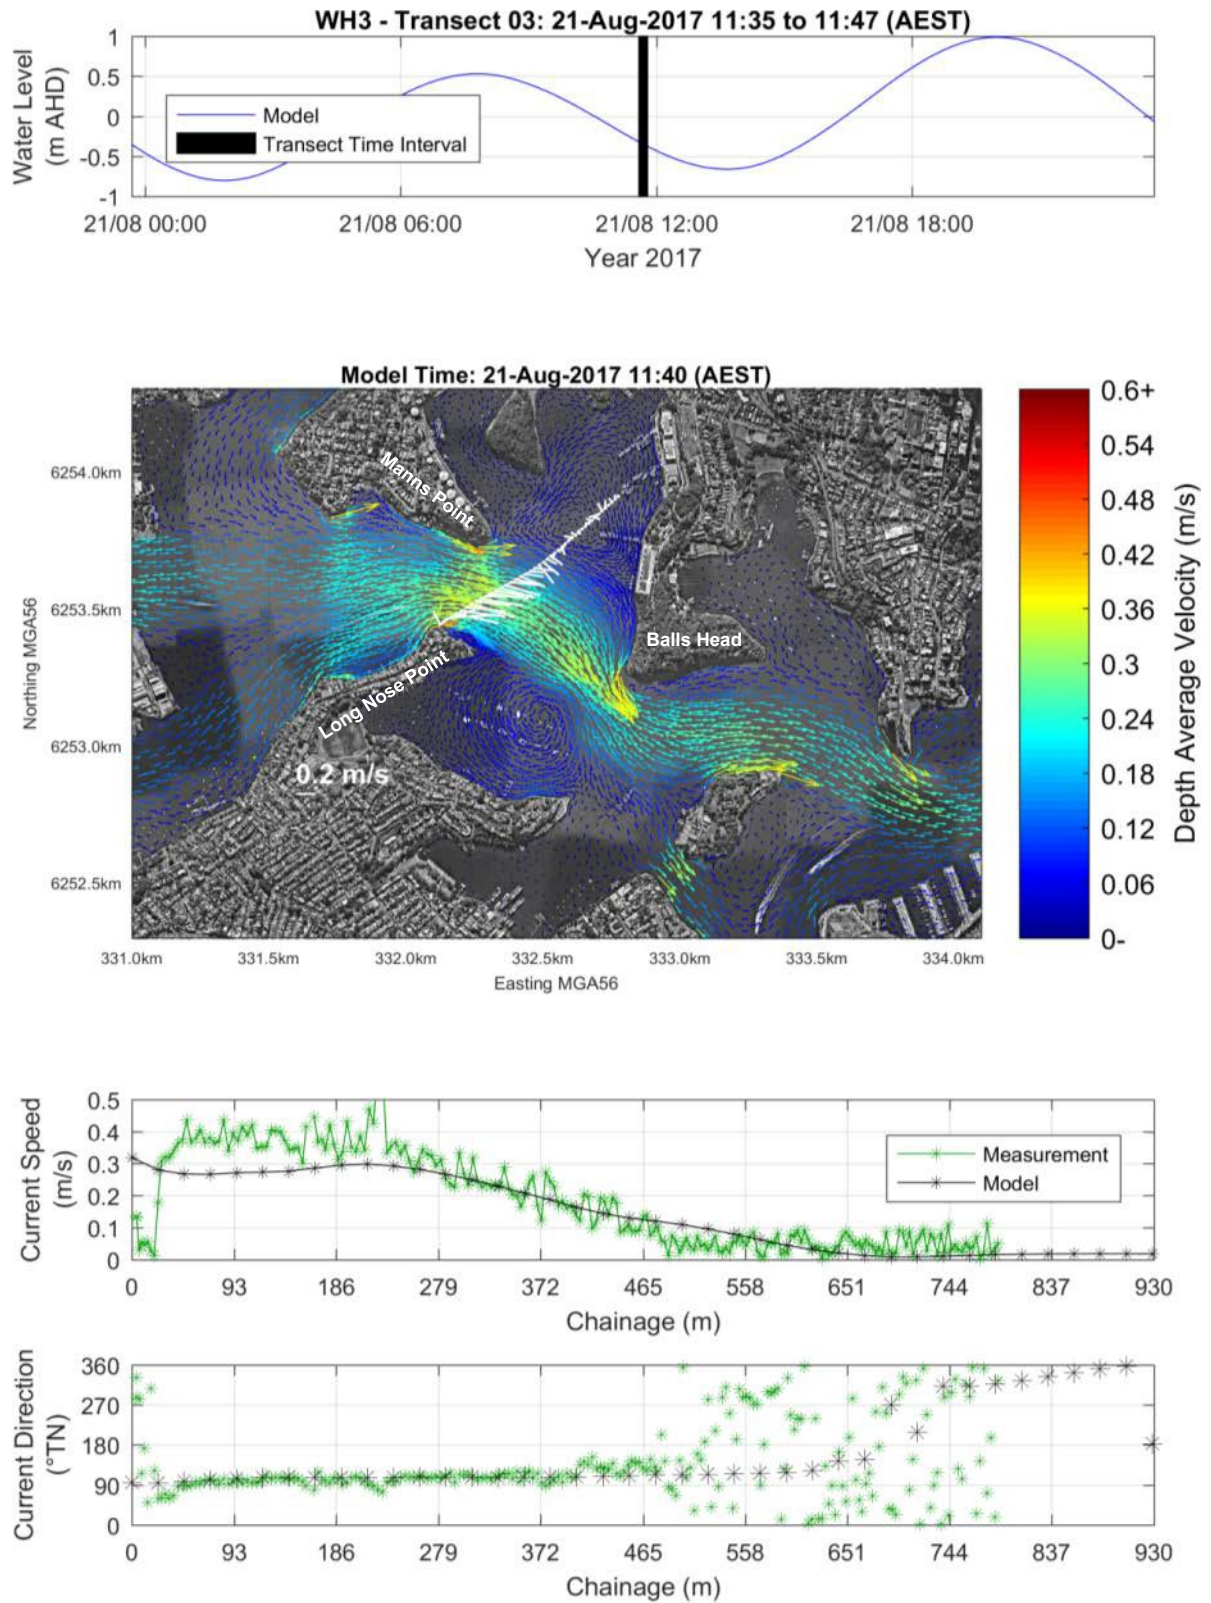 WH3 - Transect 03: 21-Aug-2017 11:35 to 11:47 (AEST)
Water Level
(m AHD)
1
0.5
0
-0.5
-1
Model
Transect Time Interval
21/08 00:00
21/08 06:00
21/08 12:00
21/08 18:00
Year 2017
Model Time: 21-Aug-2017 11:40 (AEST)
Northing MGA56
6254.0km
6253.5km
6253.0km
6252.5km
Manns Point
Balls Head
Long Nose Point
0.2 m/s
331.0km
331.5km
332.0km
332.5km
333.0km
333.5km
334.0km
Easting MGA56
0.6+
0.54
0.48
0.42
0.36
0.3
0.24
0.18
0.12
0.06
0-
Depth Average Velocity (m/s)
Current Speed
(m/s)
0.5
0.4
0.3
0.2
0.1
0
Measurement
Model
0
93
186
279
372
465
558
651
744
837
930
Chainage (m)
Current Direction
(°TN)
360
270
180
90
0
0
93
186
279
372
465
558
651
744
837
930
Chainage (m)